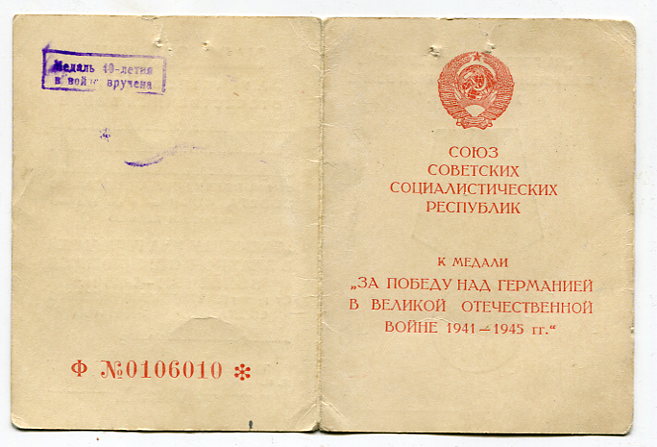 Медаль 40-летия
в вой вручена
Ф №0106010 *
СОЮЗ
СОВЕТСКИХ
СОЦИАЛИСТИЧЕСКИХ
РЕСПУБЛИК
К МЕДАЛИ
„ЗА ПОБЕДУ НАД ГЕРМАНИЕЙ
В ВЕЛИКОЙ ОТЕЧЕСТВЕННОЙ
ВОЙНЕ 1941—1945 гг.“